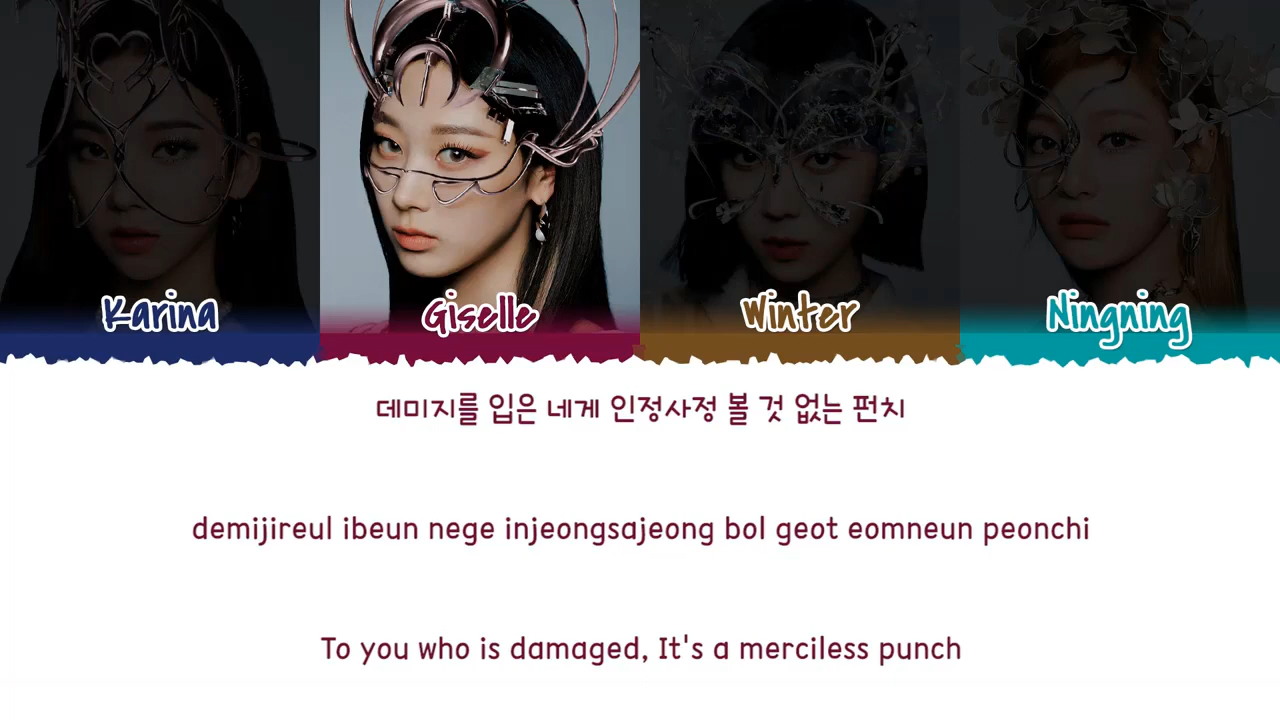 Karina Giselle Winter Ningning
데미지를 입은 네게 인정사정 볼 것 없는 펀치
demijireul ibeun nege injeongsajeong bol geot eomneun peonchi
To you who is damaged, It's a merciless punch